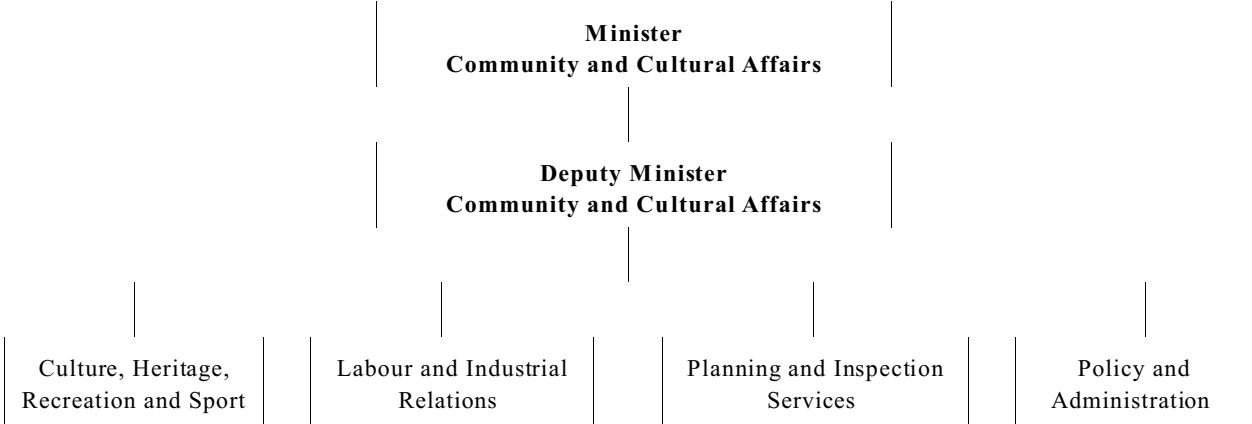 Minister
Community and Cultural Affairs
Deputy Minister
Community and Cultural Affairs
Culture, Heritage,
Recreation and Sport
Labour and Industrial
Relations
Planning and Inspection
Services
Policy and
Administration